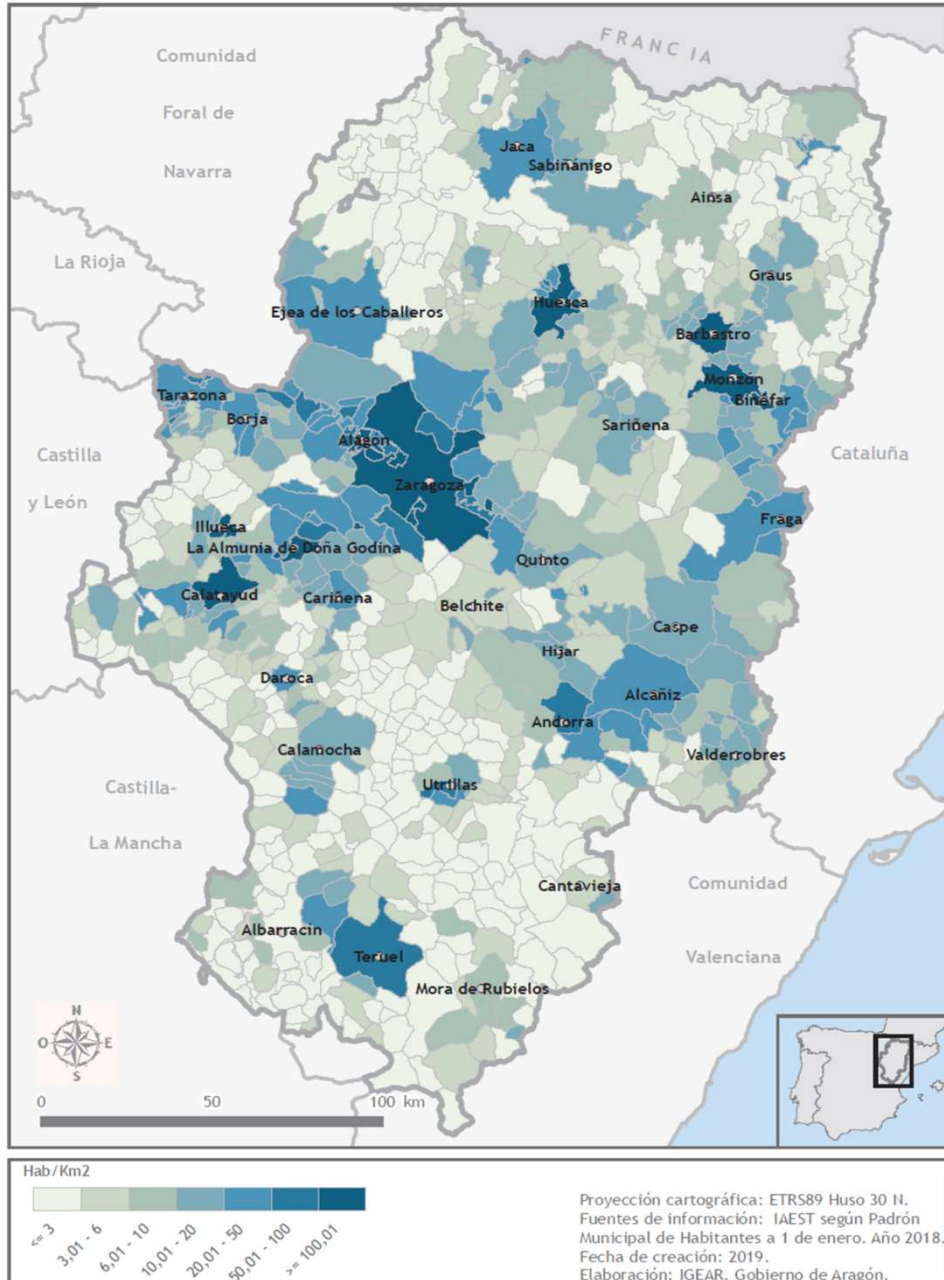 FRANCIA
Comunidad
Foral de
Navarra
Jaca
Sabiñánigo
Ainsa
La Rioja
Graus
Ejea de los Caballeros
Huesca
Barbastro
Monzón
Binéfar
Tarazona
Borja
Alagón
Sariñena
Castilla
y León
Cataluña
Zaragoza
Fraga
Illueca
La Almunia de Doña Godina
Quinto
Calatayud
Cariñena
Belchite
Caspe
Híjar
Daroca
Alcañiz
Andorra
Calamocha
Valderrobres
Utrillas
Castilla-
La Mancha
Cantavieja
Comunidad
Valenciana
Albarracín
Teruel
Mora de Rubielos
N
O E
S
0 50 100 km
Hab/Km2
<= 3
3,01 - 6
6,01 - 10
10,01 - 20
20,01 - 50
50,01 - 100
>= 100,01
Proyección cartográfica: ETRS89 Huso 30 N.
Fuentes de información: IAEST según Padrón
Municipal de Habitantes a 1 de enero. Año 2018.
Fecha de creación: 2019.
Elaboración: IGEAR. Gobierno de Aragón.